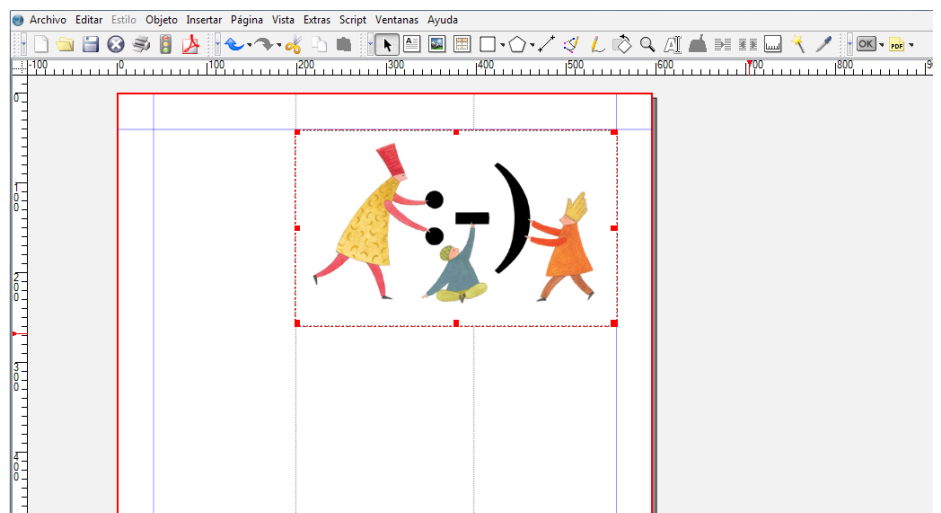 Archivo Editar Estilo Objeto Insertar Página Vista Extras Script Ventanas Ayuda
A A OK PDF
-100 0 100 200 300 400 500 600 700 800 9
0
100
200
300
400
:-)